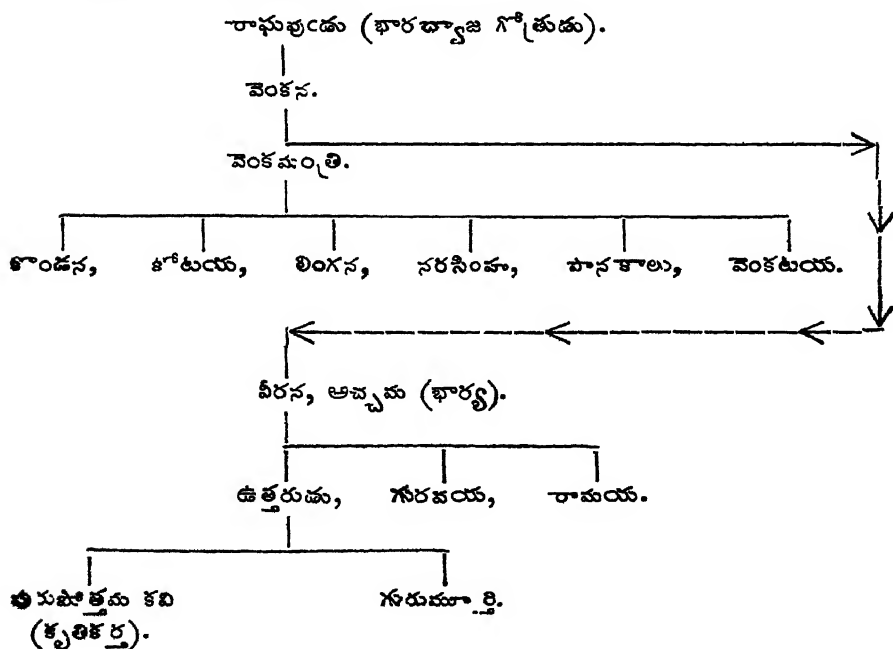 రాఘవుఁడు (భారద్వాజ గోత్రుడు).
వెంకన.
వెంకమంత్రి.
కొండన, కోటయ, లింగన, నరసింహ, పానకాలు, వెంకటయ.
వీరన, అచ్చమ (భార్య).
ఉత్తరుడు, గురవయ, రామయ.
పురుషోత్తమ కవి గురుమూర్తి.
(కృతికర్త).